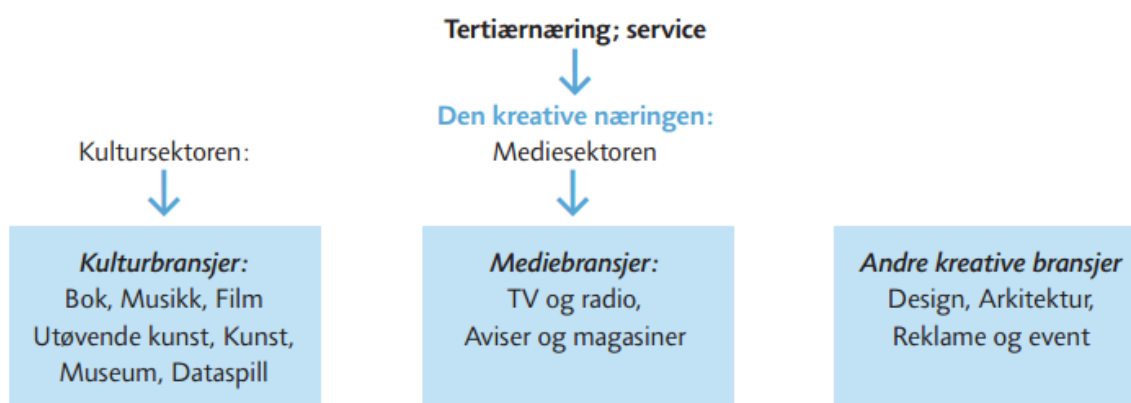 Tertiærnæring; service
Den kreative næringen:
Kultursektoren:
Mediesektoren
Kulturbransjer:
Bok, Musikk, Film
Utøvende kunst, Kunst,
Museum, Dataspill
Mediebransjer:
TV og radio,
Aviser og magasiner
Andre kreative bransjer
Design, Arkitektur,
Reklame og event